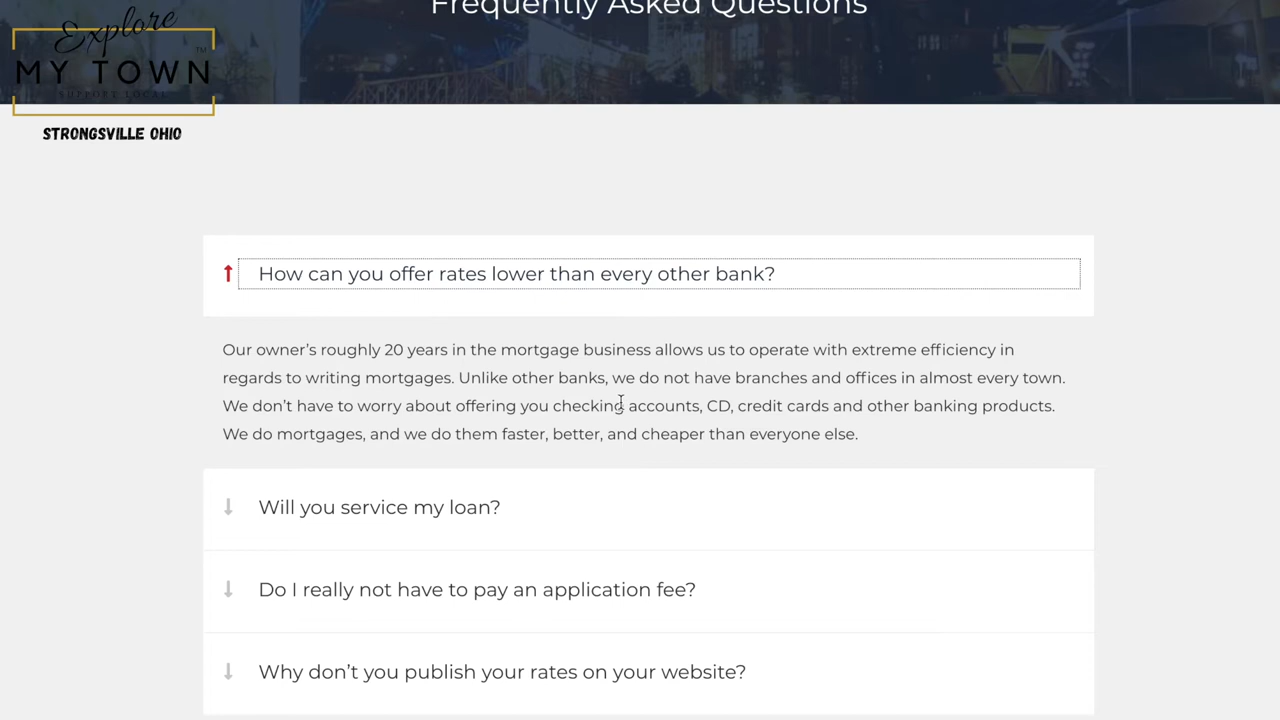 Frequently Asked Questions
Explore
TM
MY TOWN
SUPPORT LOCAL
STRONGSVILLE OHIO
How can you offer rates lower than every other bank?
Our owner’s roughly 20 years in the mortgage business allows us to operate with extreme efficiency in
regards to writing mortgages. Unlike other banks, we do not have branches and offices in almost every town.
We don’t have to worry about offering you checking accounts, CD, credit cards and other banking products.
We do mortgages, and we do them faster, better, and cheaper than everyone else.
Will you service my loan?
Do I really not have to pay an application fee?
Why don’t you publish your rates on your website?